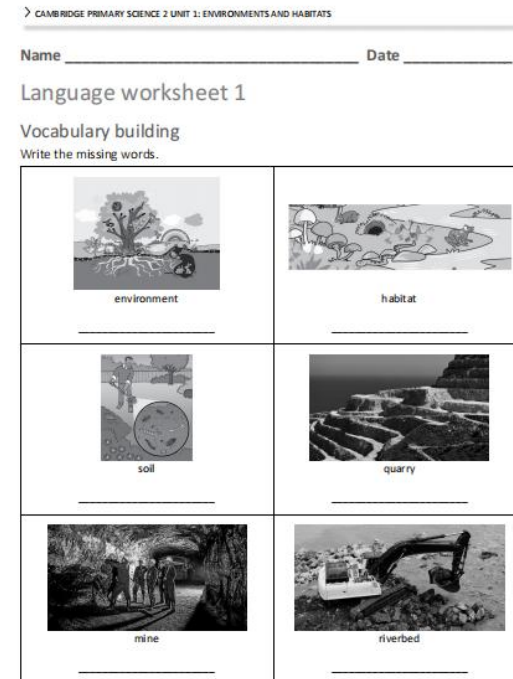 > CAMBRIDGE PRIMARY SCIENCE 2 UNIT 1: ENVIRONMENTS AND HABITATS
Name Date
Language worksheet 1
Vocabulary building
Write the missing words.
environment habitat
soil quarry
mine riverbed